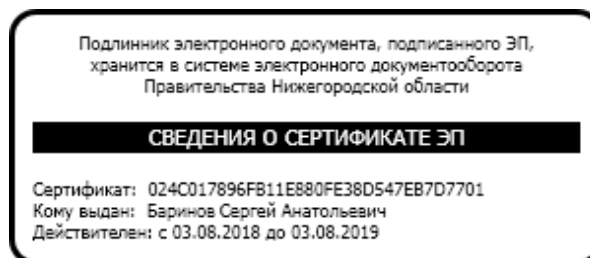 Подлинник электронного документа, подписанного ЭП,
хранится в системе электронного документооборота
Правительства Нижегородской области
СВЕДЕНИЯ О СЕРТИФИКАТЕ ЭП
Сертификат: 024C017896FB11E880FE38D547EB7D7701
Кому выдан: Баринов Сергей Анатольевич
Действителен: с 03.08.2018 до 03.08.2019